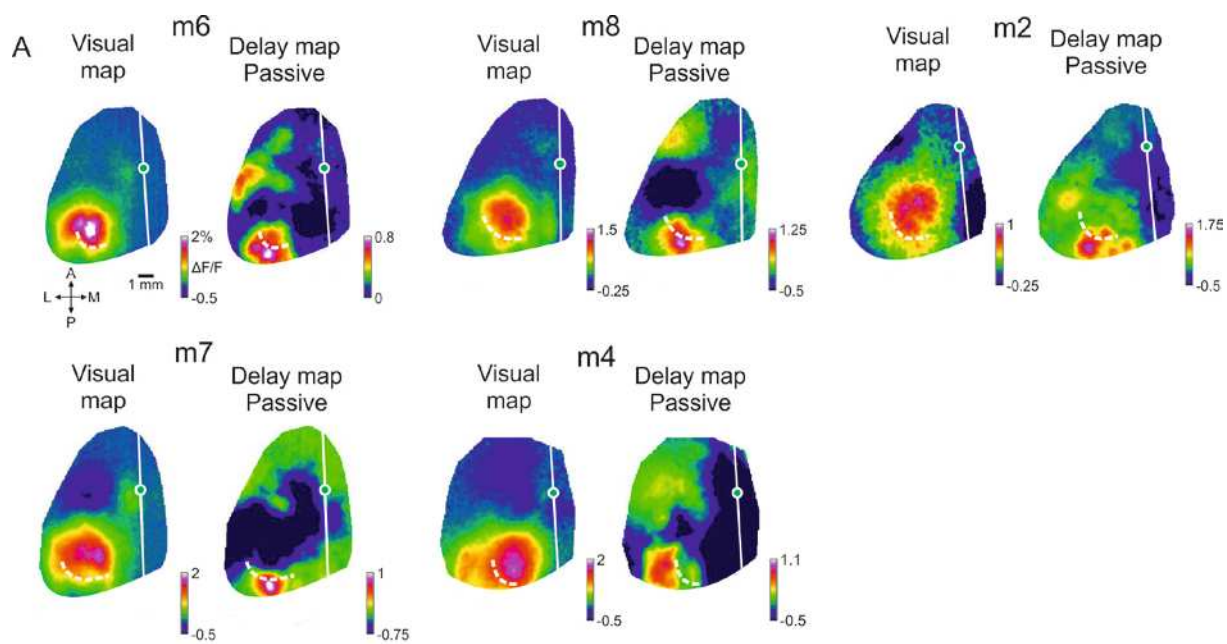 A
m6
Visual
map
Delay map
Passive
2%
ΔF/F
-0.5
0.8
0
1 mm
A
L
M
P
m8
Visual
map
Delay map
Passive
1.5
-0.25
1.25
-0.5
m2
Visual
map
Delay map
Passive
1
-0.25
1.75
-0.5
m7
Visual
map
Delay map
Passive
2
-0.5
1
-0.75
m4
Visual
map
Delay map
Passive
2
-0.5
1.1
-0.5